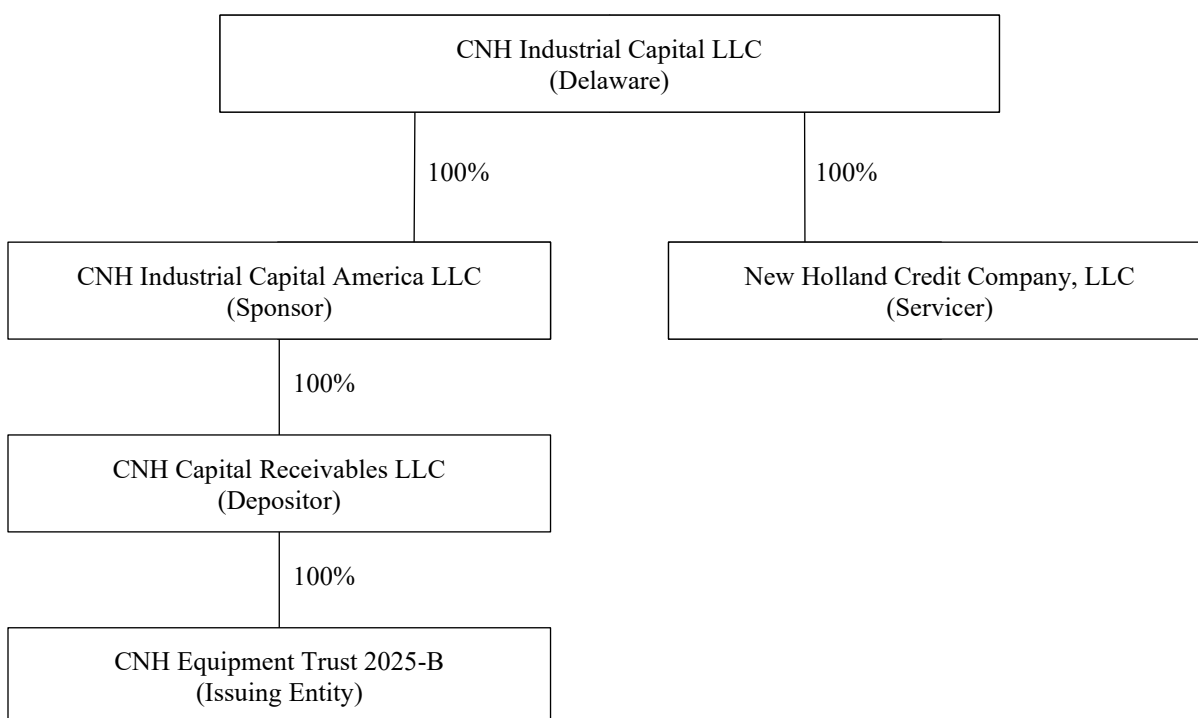 CNH Industrial Capital LLC
(Delaware)
100%
100%
CNH Industrial Capital America LLC
(Sponsor)
New Holland Credit Company, LLC
(Servicer)
100%
CNH Capital Receivables LLC
(Depositor)
100%
CNH Equipment Trust 2025-B
(Issuing Entity)